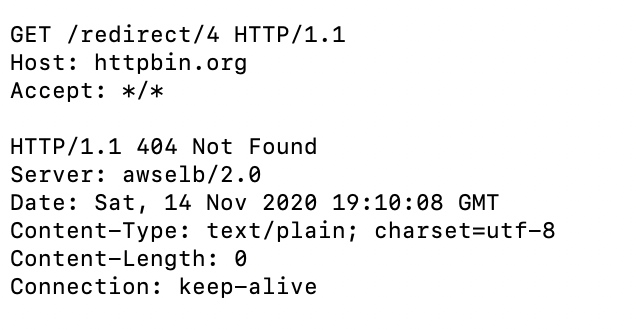 GET /redirect/4 HTTP/1.1
Host: httpbin.org
Accept: */*

HTTP/1.1 404 Not Found
Server: awselb/2.0
Date: Sat, 14 Nov 2020 19:10:08 GMT
Content-Type: text/plain; charset=utf-8
Content-Length: 0
Connection: keep-alive